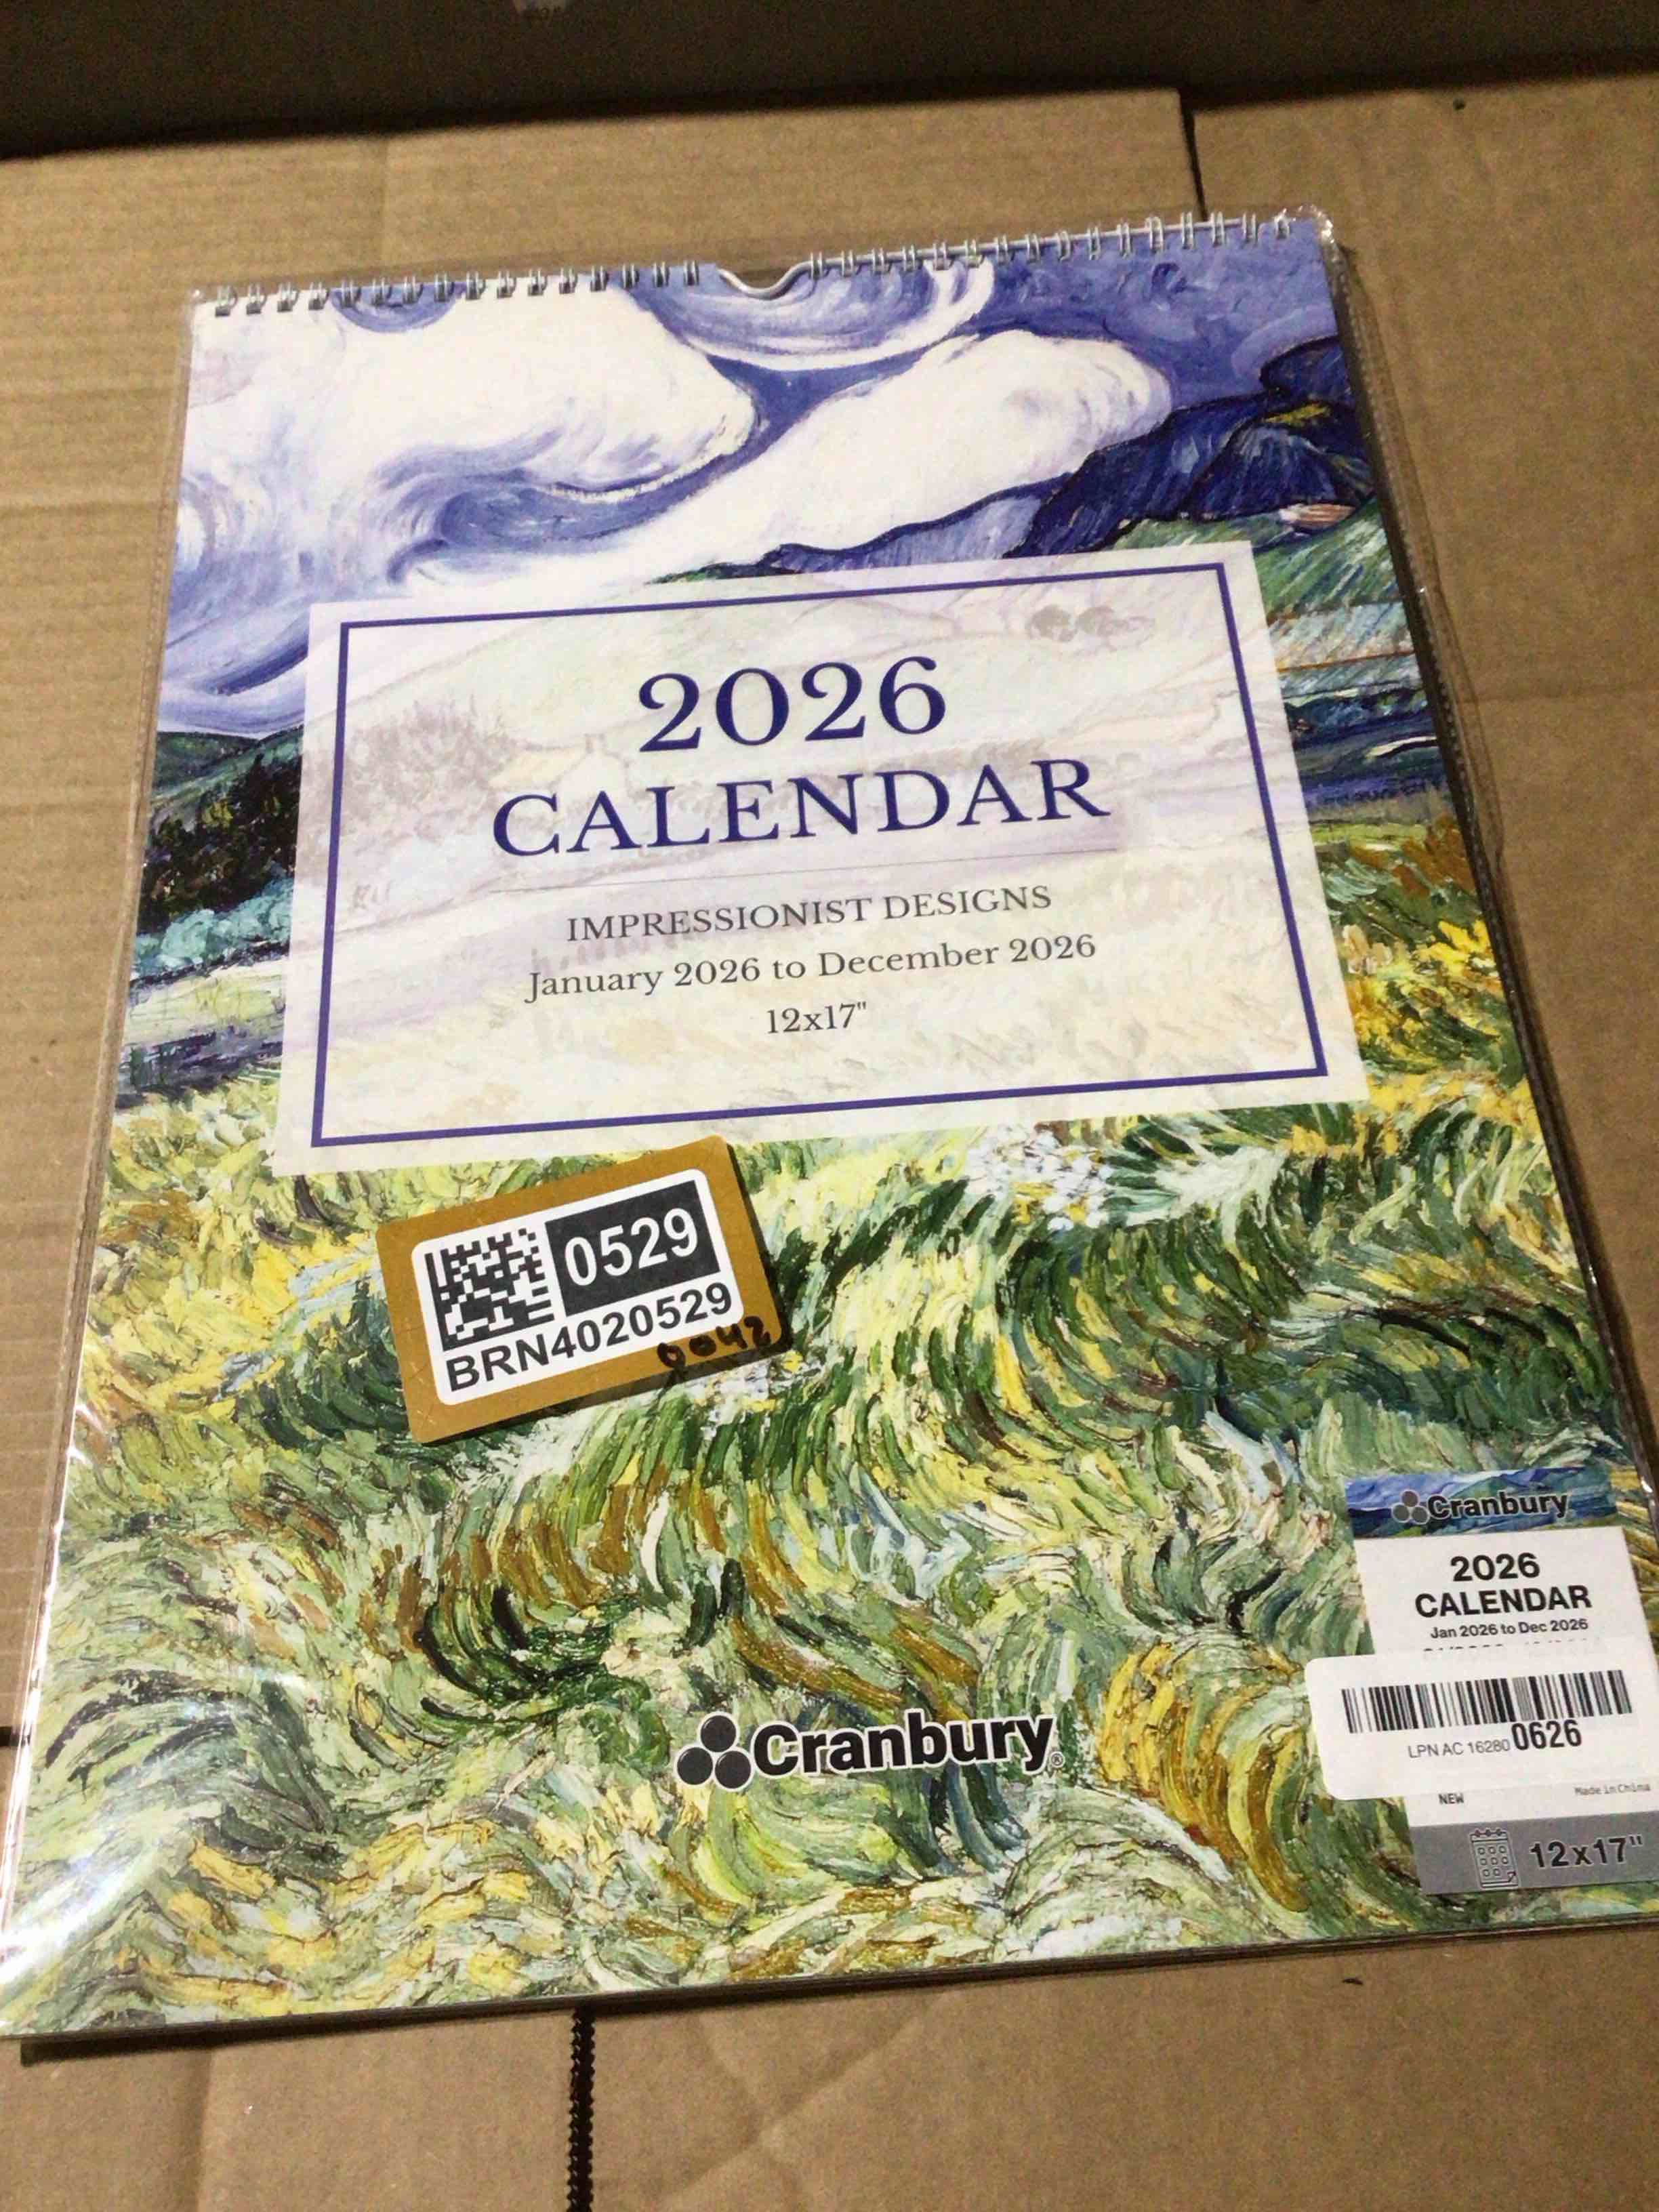 2026
CALENDAR
IMPRESSIONIST DESIGNS
January 2026 to December 2026
12x17"
0529
BRN4020529
0042
Cranbury®
Cranbury
2026
CALENDAR
Jan 2026 to Dec 2026
LPN AC 16280 0626
NEW
Made in China
12x17"